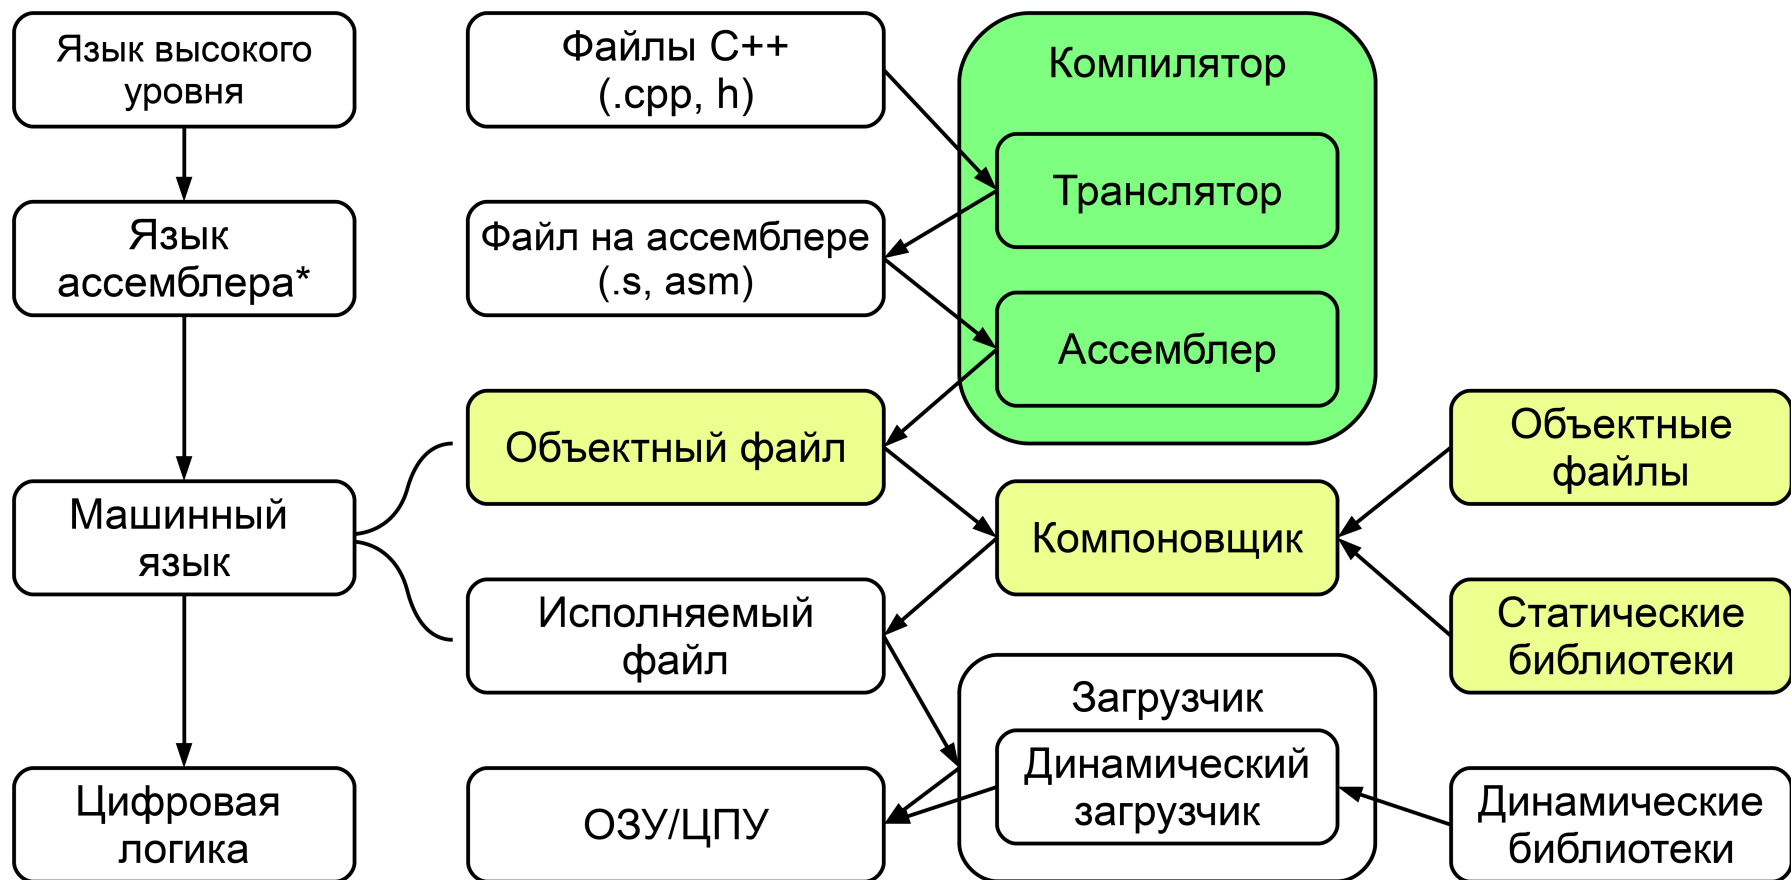 Язык высокого
уровня
Файлы C++
(.cpp, h)
Компилятор
Транслятор
Язык
ассемблера*
Файл на ассемблере
(.s, asm)
Ассемблер
Объектный файл
Объектные
файлы
Машинный
язык
Компоновщик
Исполняемый
файл
Статические
библиотеки
Загрузчик
Динамический
загрузчик
Цифровая
логика
ОЗУ/ЦПУ
Динамические
библиотеки